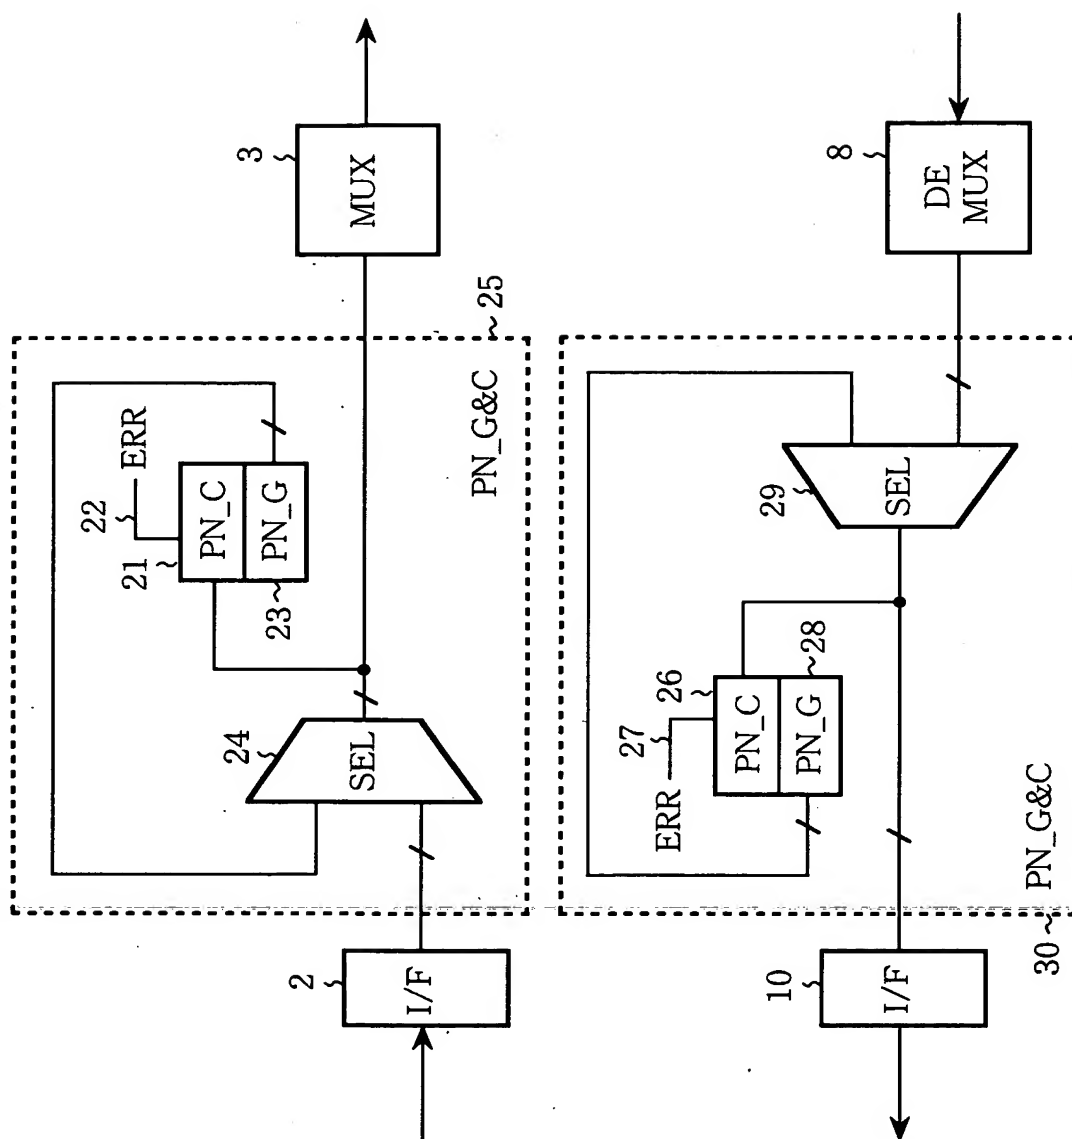 3
MUX
25
PN_G&C
ERR
22
21
PN_C
PN_G
23
24
SEL
2
I/F
8
DE
MUX
29
SEL
26
28
27
PN_C
PN_G
ERR
PN_G&C
30
10
I/F